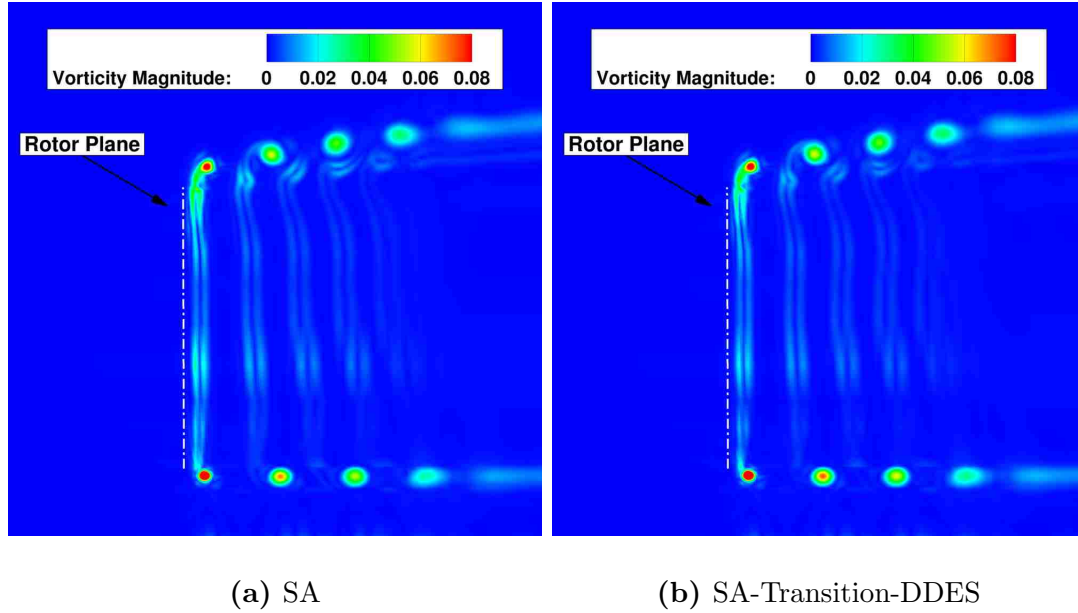 Vorticity Magnitude: 0 0.02 0.04 0.06 0.08
Rotor Plane
(a) SA
Vorticity Magnitude: 0 0.02 0.04 0.06 0.08
Rotor Plane
(b) SA-Transition-DDES